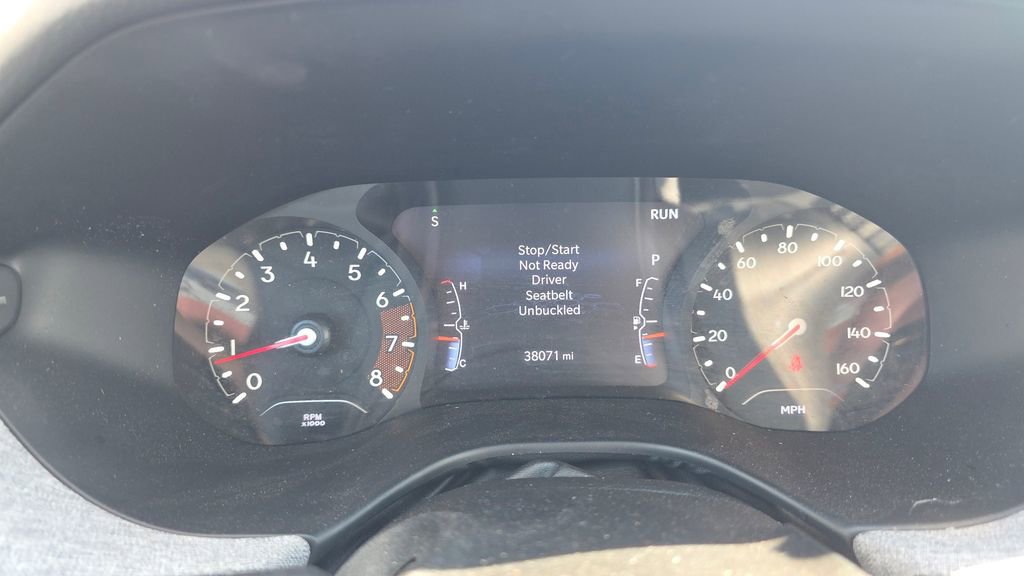 S
RUN
Stop/Start
Not Ready
Driver
Seatbelt
Unbuckled
P
38071 mi
H
C
F
E
0
1
2
3
4
5
6
7
8
RPM
x1000
0
20
40
60
80
100
120
140
160
MPH